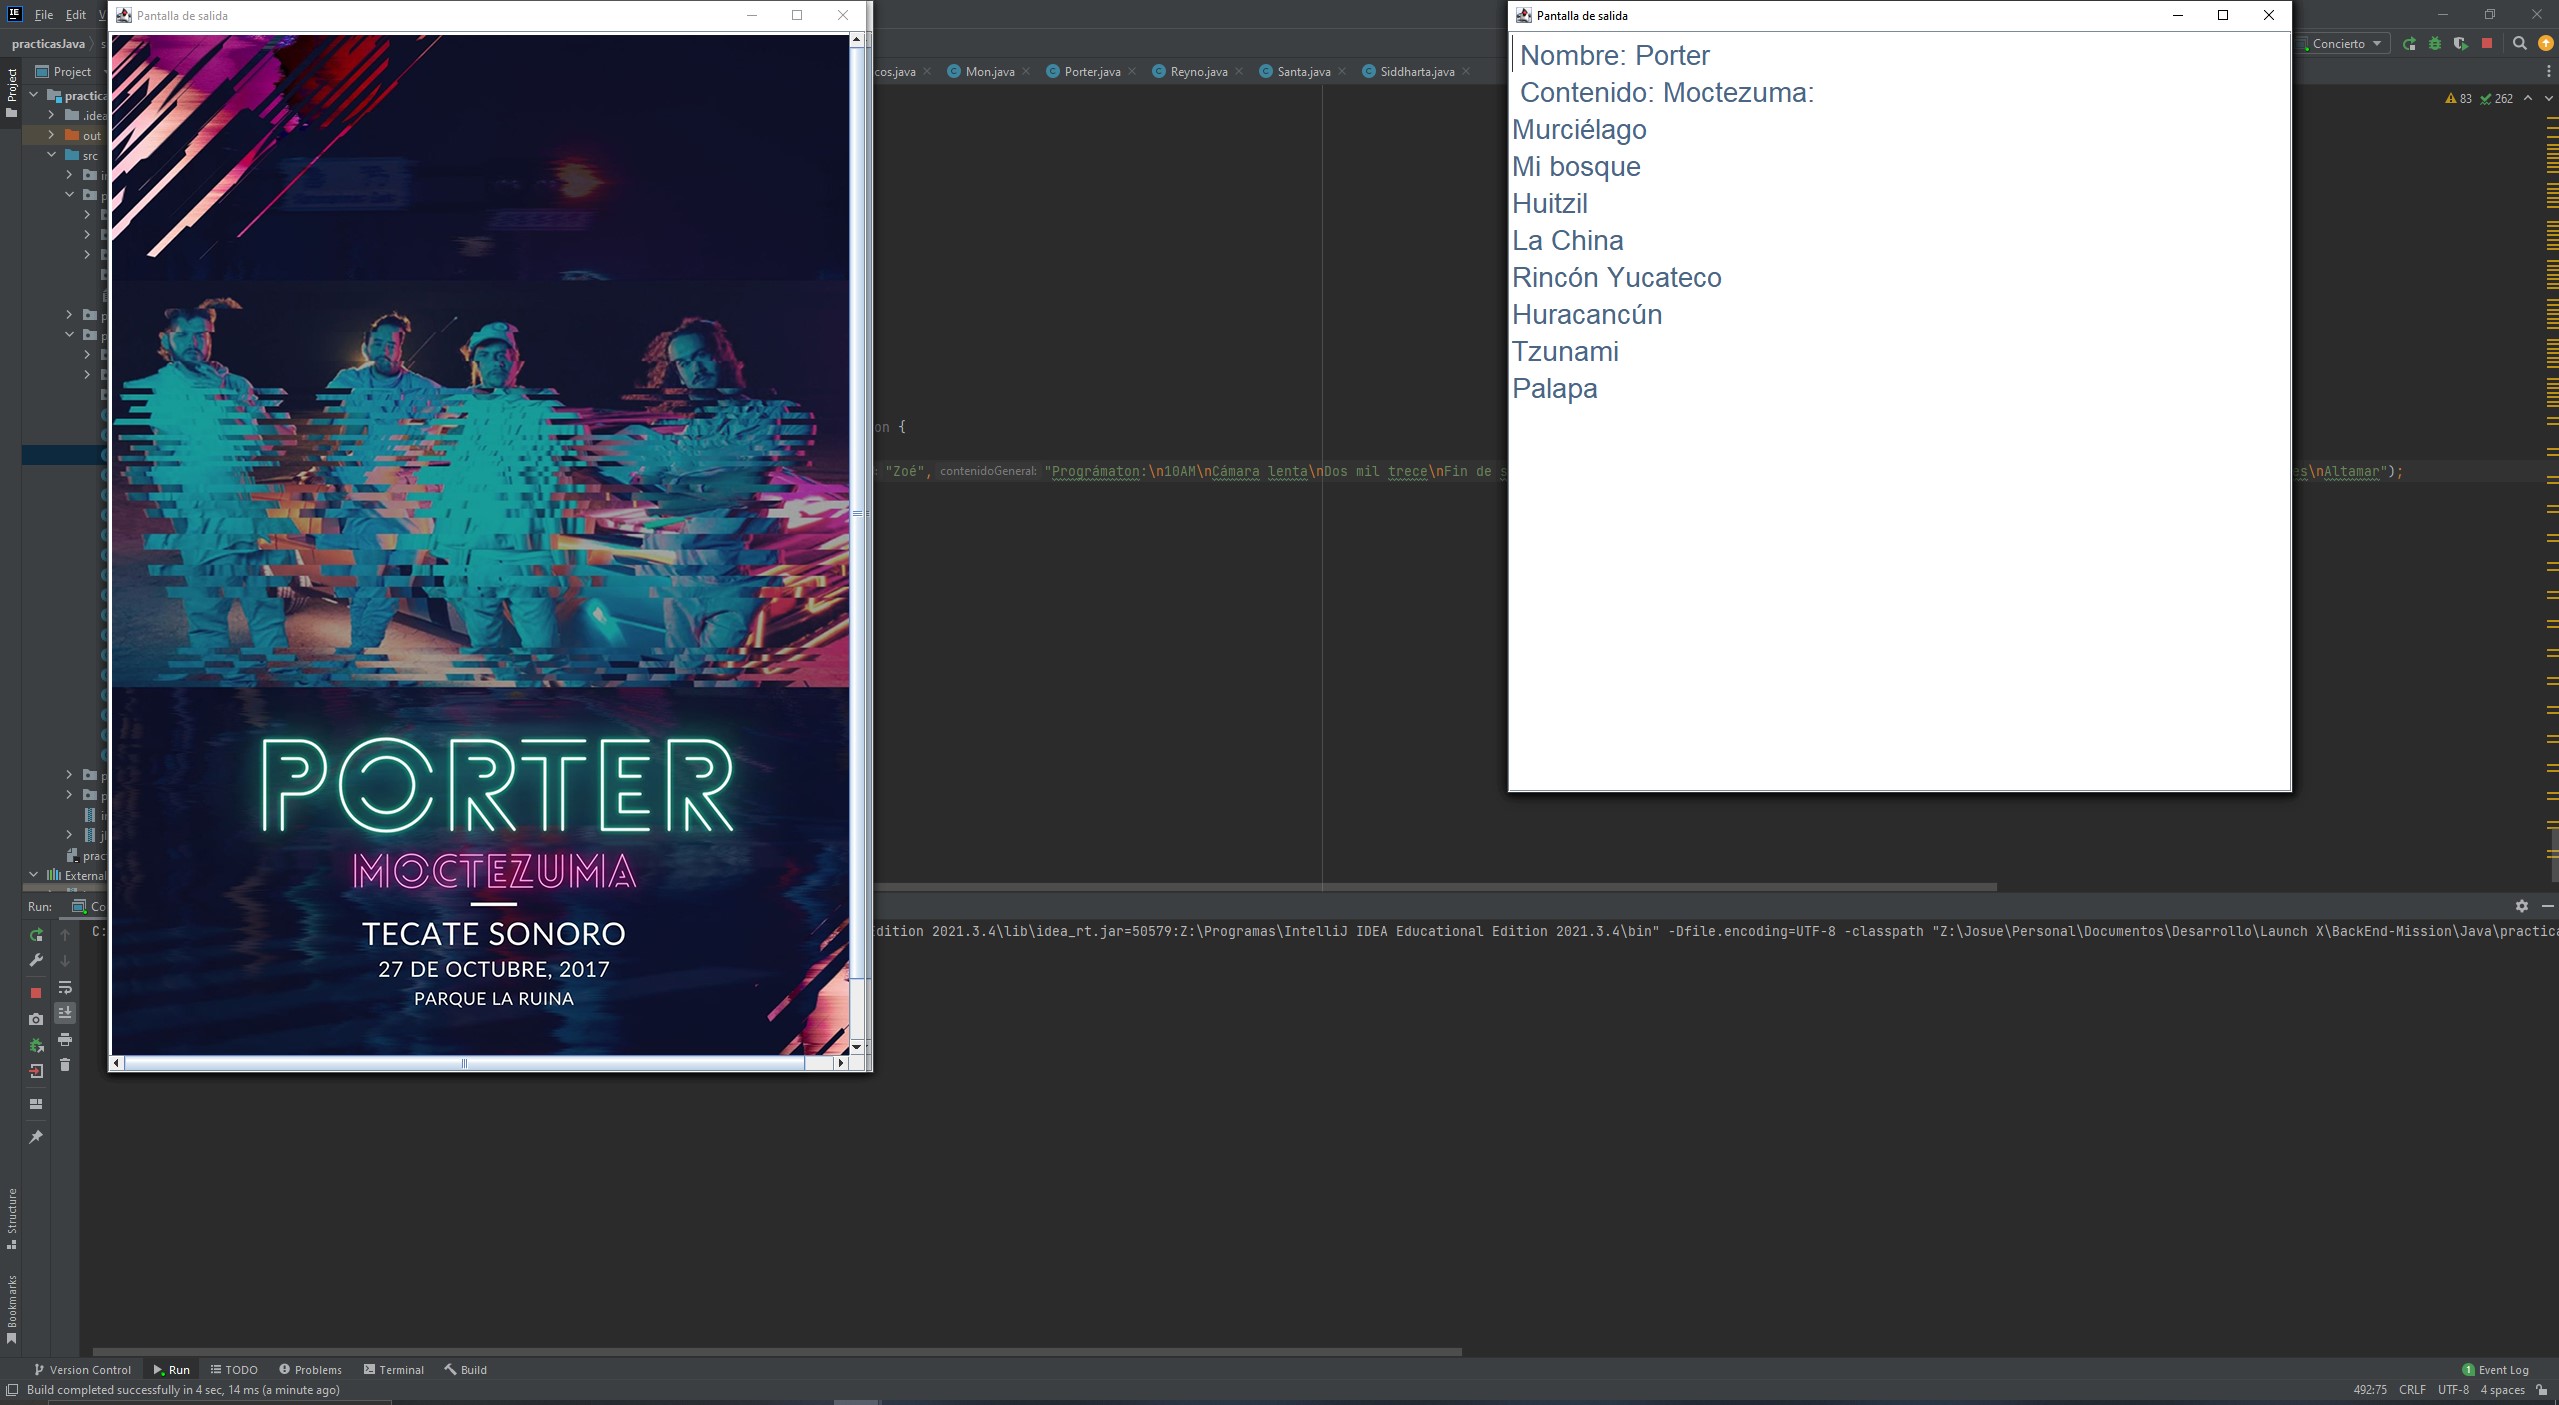 File Edit
Pantalla de salida
Pantalla de salida
practicasJava
Concierto
Project
Project
cos.java
Mon.java
Porter.java
Reyno.java
Santa.java
Siddharta.java
practica
.idea
out
src
83
262
Nombre: Porter
Contenido: Moctezuma:
Murciélago
Mi bosque
Huitzil
La China
Rincón Yucateco
Huracancún
Tzunami
Palapa
on {
"Zoé", contenidoGeneral: "Prográmaton:\n10AM\nCámara lenta\nDos mil trece\nFin de s
es\nAltamar");
PORTER
MOCTEZUMA
TECATE SONORO
27 DE OCTUBRE, 2017
PARQUE LA RUINA
prac
External
Run:
Co
C:
Edition 2021.3.4\lib\idea_rt.jar=50579:Z:\Programas\IntelliJ IDEA Educational Edition 2021.3.4\bin" -Dfile.encoding=UTF-8 -classpath "Z:\Josue\Personal\Documentos\Desarrollo\Launch X\BackEnd-Mission\Java\practica
Structure
Bookmarks
Version Control
Run
TODO
Problems
Terminal
Build
1 Event Log
Build completed successfully in 4 sec, 14 ms (a minute ago)
492:75 CRLF UTF-8 4 spaces